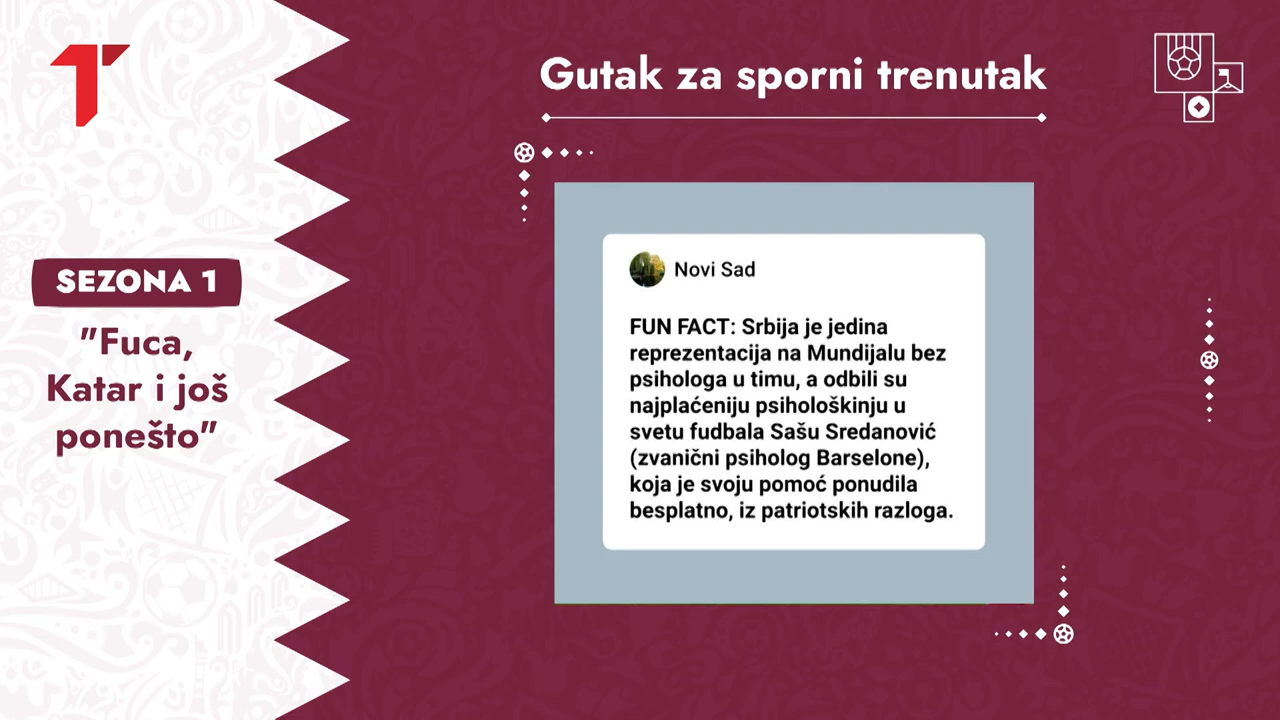 Gutak za sporni trenutak
SEZONA 1
"Fuca,
Katar i još
ponešto"
Novi Sad
FUN FACT: Srbija je jedina
reprezentacija na Mundijalu bez
psihologa u timu, a odbili su
najplaćeniju psihološkinju u
svetu fudbala Sašu Sredanović
(zvanični psiholog Barselone),
koja je svoju pomoć ponudila
besplatno, iz patriotskih razloga.